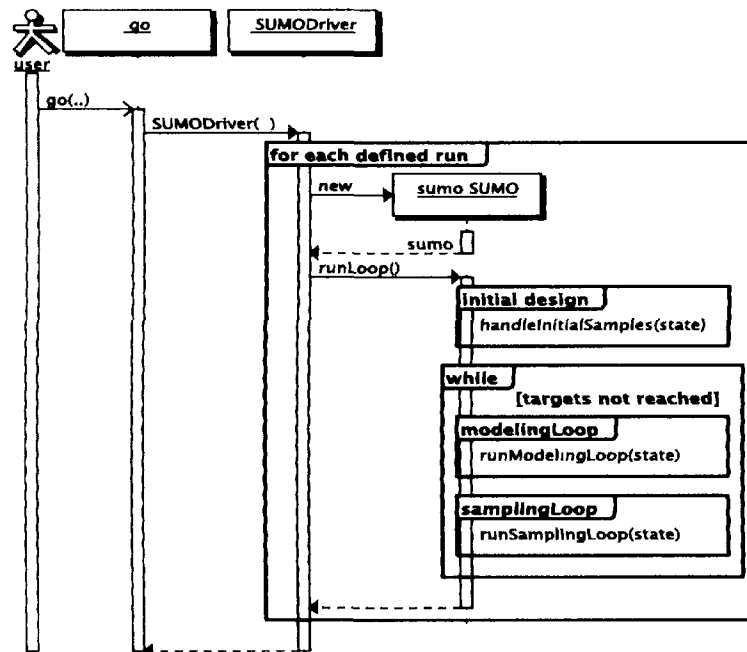 go
SUMODriver
user
go(..)
SUMODriver( )
for each defined run
new
sumo SUMO
sumo
runLoop()
initial design
handleInitialSamples(state)
while
[targets not reached]
modelingLoop
runModelingLoop(state)
samplingLoop
runSamplingLoop(state)